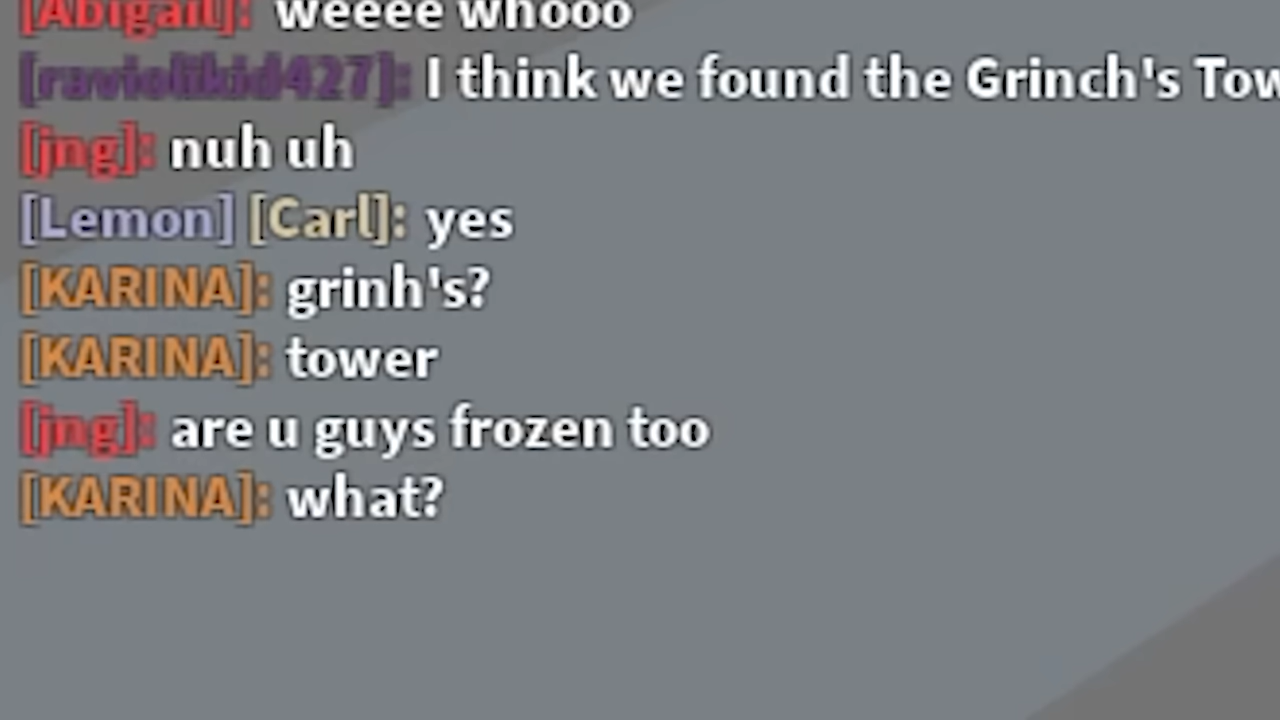 [Abigail]: weeee whooo
[raviolikid427]: I think we found the Grinch's Tow
[jng]: nuh uh
[Lemon] [Carl]: yes
[KARINA]: grinh's?
[KARINA]: tower
[jng]: are u guys frozen too
[KARINA]: what?